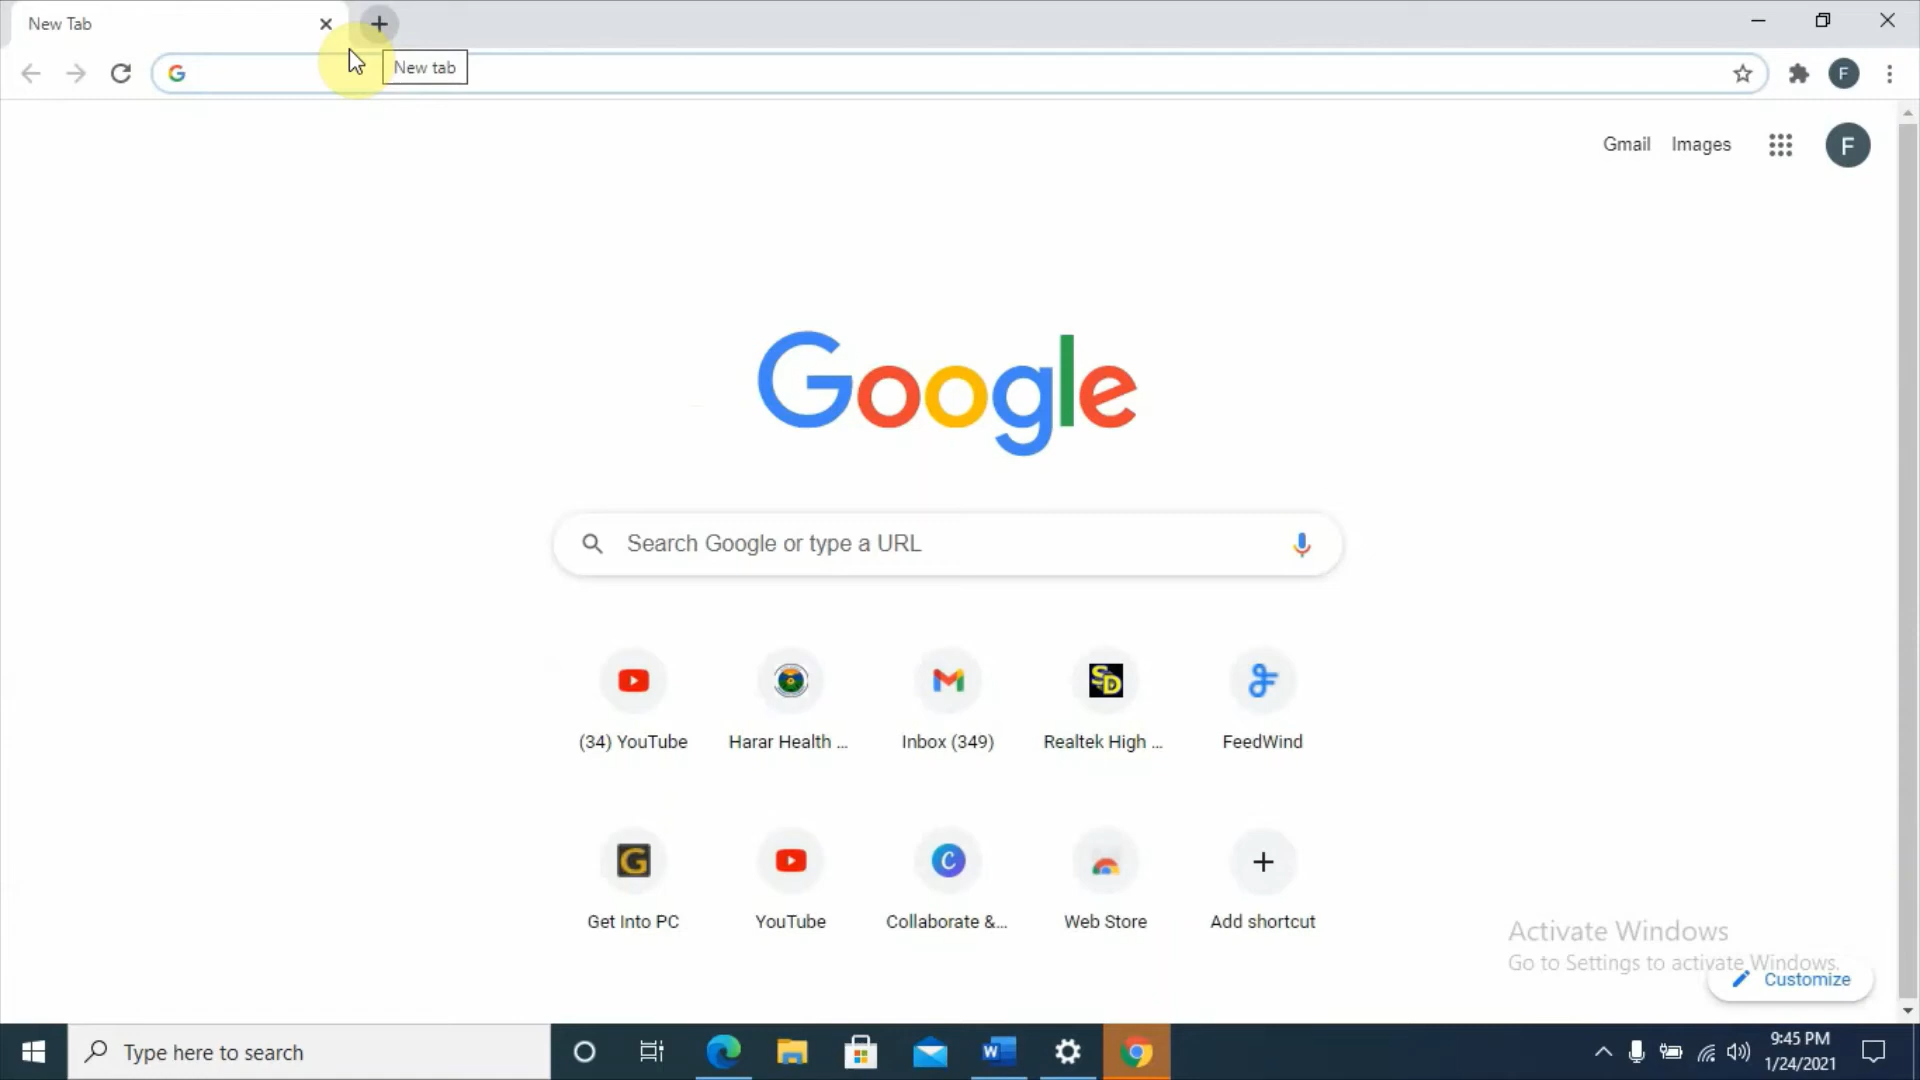 New Tab
New tab
Gmail Images
F
F
Google
Search Google or type a URL
(34) YouTube
Harar Health ...
Inbox (349)
Realtek High ...
FeedWind
Get Into PC
YouTube
Collaborate &...
Web Store
Add shortcut
Activate Windows
Go to Settings to activate Windows.
Customize
Type here to search
9:45 PM
1/24/2021